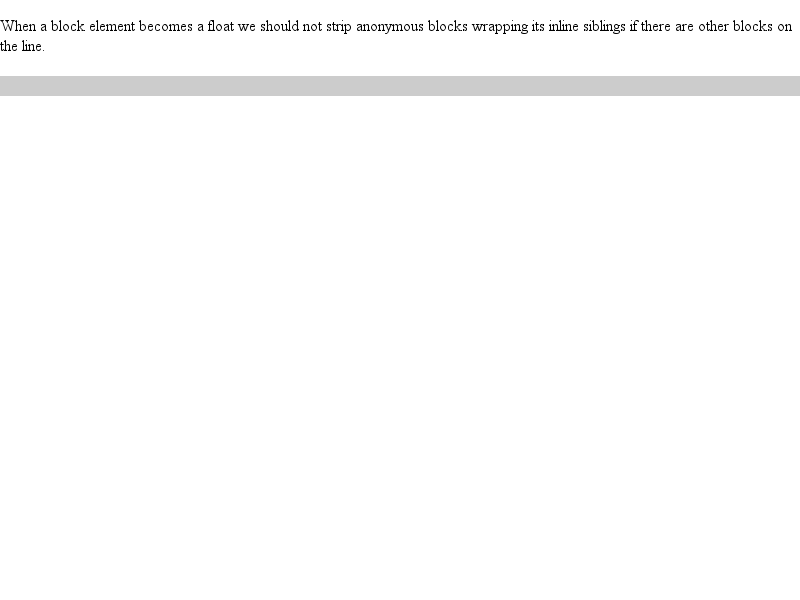 When a block element becomes a float we should not strip anonymous blocks wrapping its inline siblings if there are other blocks on
the line.